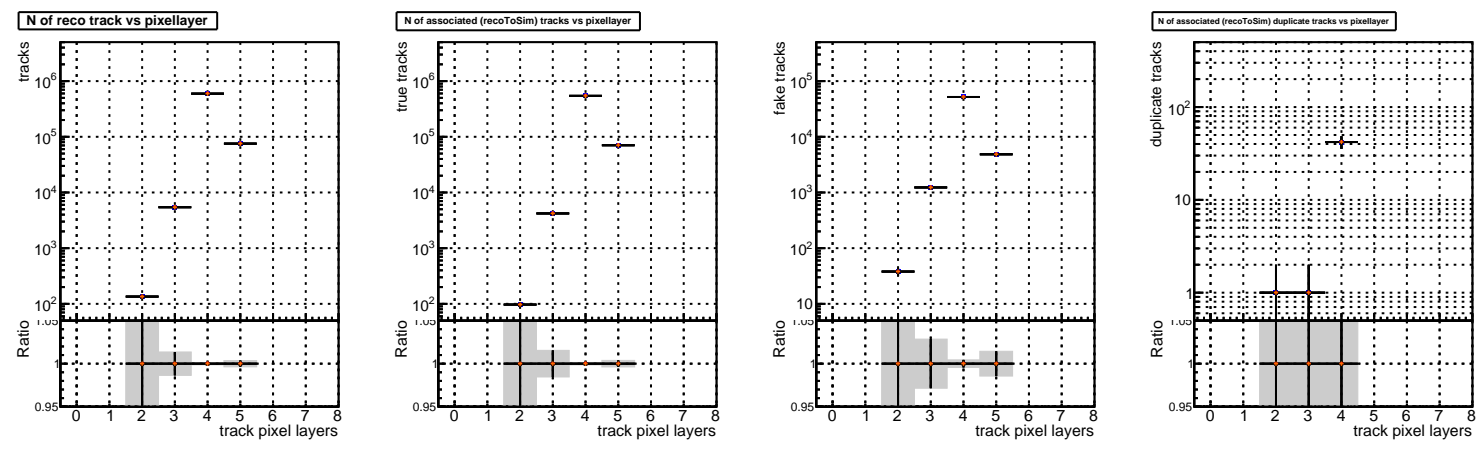 N of reco track vs pixellayer
tracks
10^6
10^5
10^4
10^3
10^2
Ratio
1.05
1
0.95
0 1 2 3 4 5 6 7 8
track pixel layers
N of associated (recoToSim) tracks vs pixellayer
true tracks
10^6
10^5
10^4
10^3
10^2
Ratio
1.05
1
0.95
0 1 2 3 4 5 6 7 8
track pixel layers
fake tracks
10^5
10^4
10^3
10^2
10
Ratio
1.05
1
0.95
0 1 2 3 4 5 6 7 8
track pixel layers
N of associated (recoToSim) duplicate tracks vs pixellayer
duplicate tracks
10^2
10
1
Ratio
1.05
1
0.95
0 1 2 3 4 5 6 7 8
track pixel layers